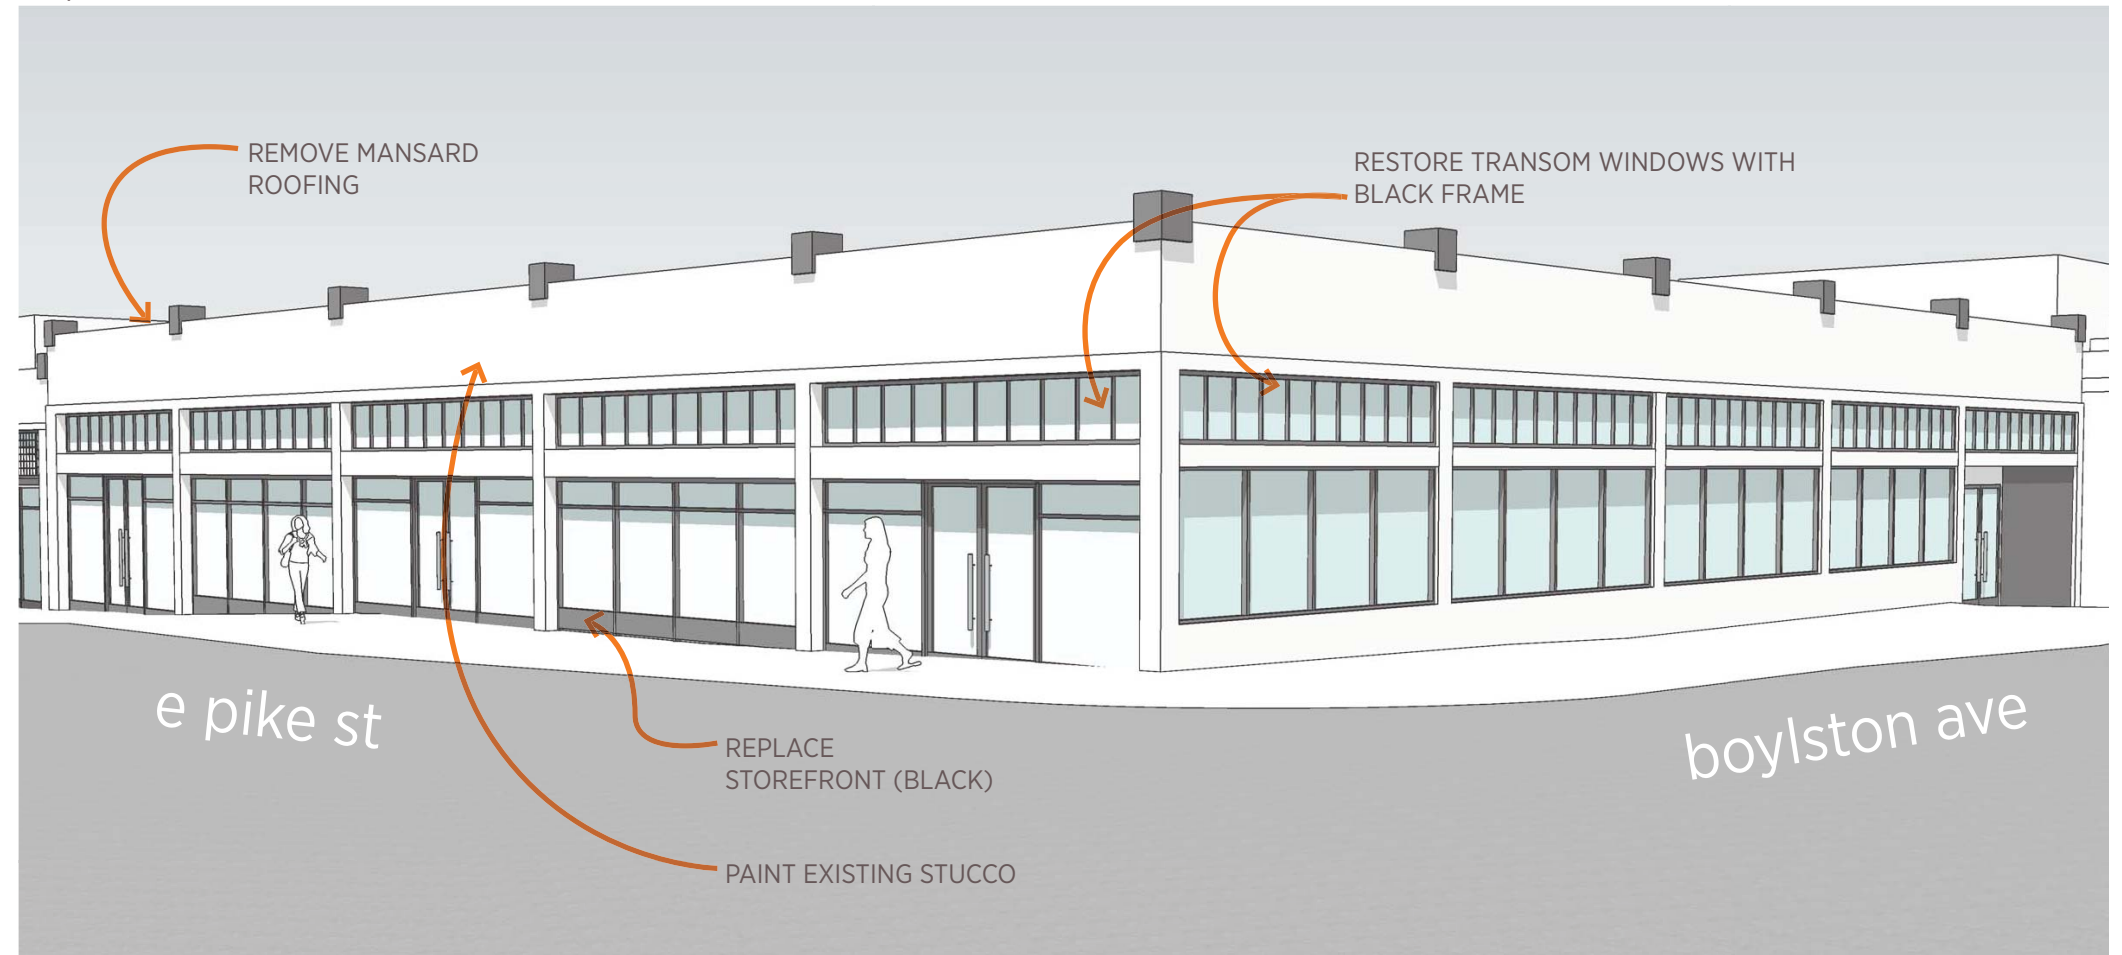 REMOVE MANSARD
ROOFING
RESTORE TRANSOM WINDOWS WITH
BLACK FRAME
e pike st
boylston ave
REPLACE
STOREFRONT (BLACK)
PAINT EXISTING STUCCO